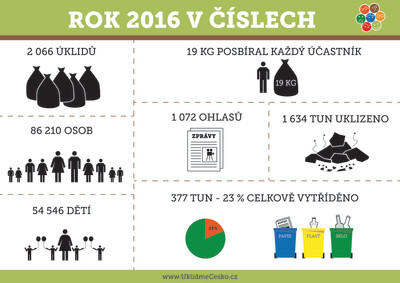 ROK 2016 V ČÍSLECH
2 066 ÚKLIDŮ
19 KG POSBÍRAL KAŽDÝ ÚČASTNÍK
19 KG
86 210 OSOB
1 072 OHLASŮ
ZPRÁVY
1 634 TUN UKLIZENO
54 546 DĚTÍ
377 TUN - 23 % CELKOVĚ VYTŘÍDĚNO
23%
PAPÍR
PLAST
SKLO
www.UklidmeCesko.cz